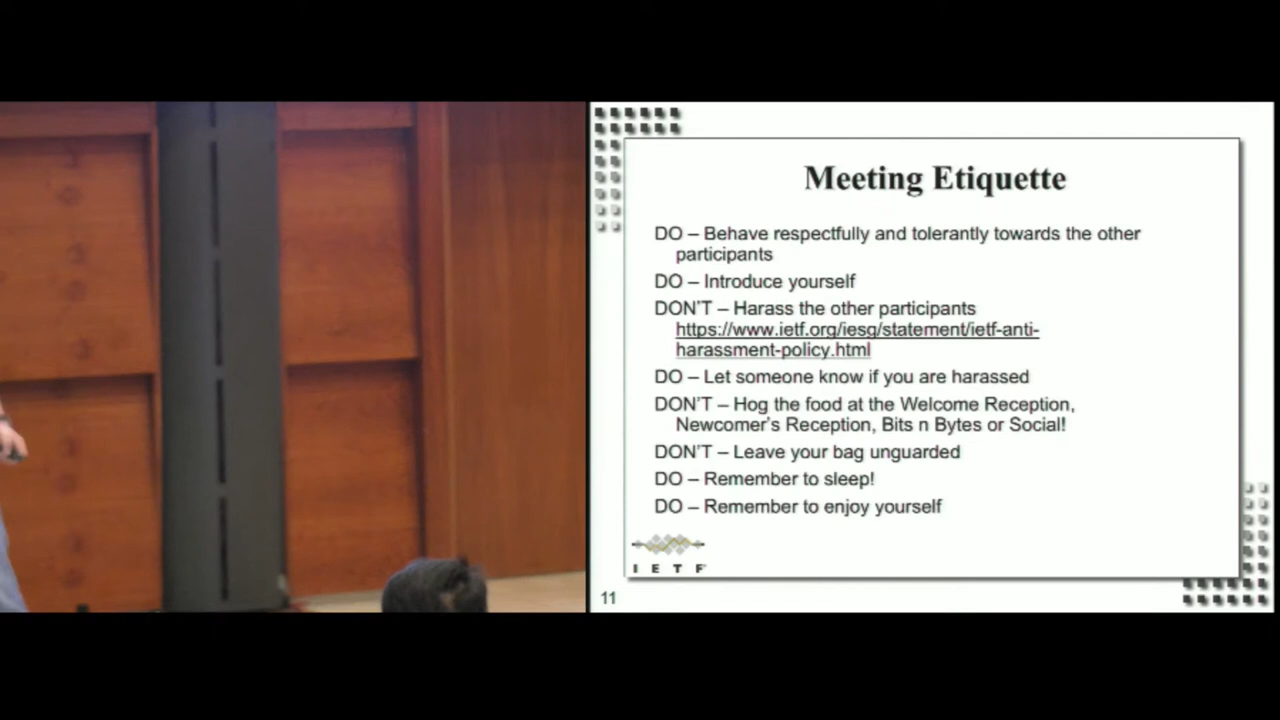 Meeting Etiquette
DO – Behave respectfully and tolerantly towards the other
participants
DO – Introduce yourself
DON'T – Harass the other participants
https://www.ietf.org/iesg/statement/ietf-anti-
harassment-policy.html
DO – Let someone know if you are harassed
DON'T – Hog the food at the Welcome Reception,
Newcomer's Reception, Bits n Bytes or Social!
DON'T – Leave your bag unguarded
DO – Remember to sleep!
DO – Remember to enjoy yourself
I E T F
11